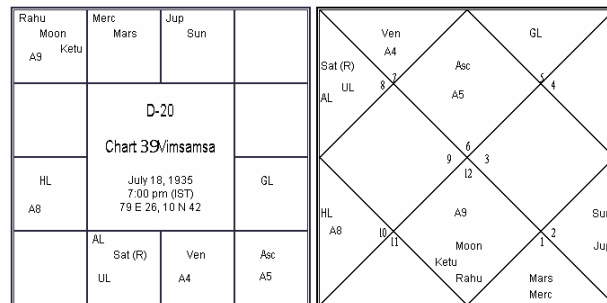 Rahu
Moon
Ketu
A9
Merc
Mars
Jup
Sun
D-20
Chart 39Vimsamsa
July 18, 1935
7:00 pm (IST)
79 E 26, 10 N 42
HL
A8
GL
AL
Sat (R)
UL
Ven
A4
Asc
A5
Ven
A4
GL
Sat (R)
UL
AL
Asc
A5
7
8
5
4
6
9
3
12
HL
A8
A9
10
11
Moon
Ketu
Rahu
2
1
Sun
Jup
Mars
Merc